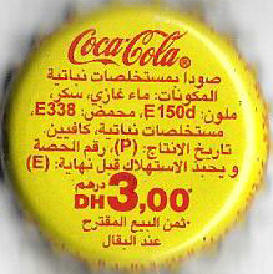 Coca-Cola®
صودا بمستخلصات نباتية
المكونات: ماء غازي، سكر،
ملون: E150d، محمض: E338،
مستخلصات نباتية، كافيين
تاريخ الإنتاج: (P)، رقم الحصة
و يحبذ الاستهلاك قبل نهاية: (E)
درهم
DH 3,00*
*ثمن البيع المقترح
عند البقال